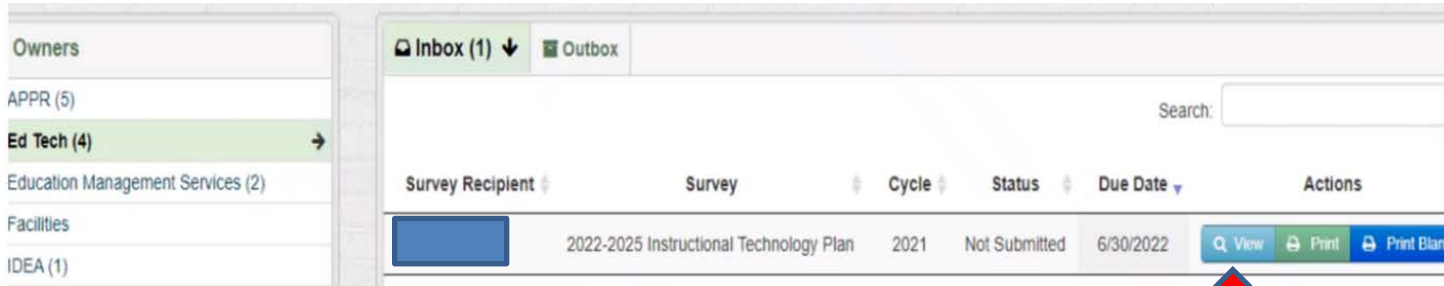 Owners
APPR (5)
Ed Tech (4)
Education Management Services (2)
Facilities
IDEA (1)
Inbox (1) Outbox
Search:
Survey Recipient Survey Cycle Status Due Date Actions
2022-2025 Instructional Technology Plan 2021 Not Submitted 6/30/2022 View Print Print Blan